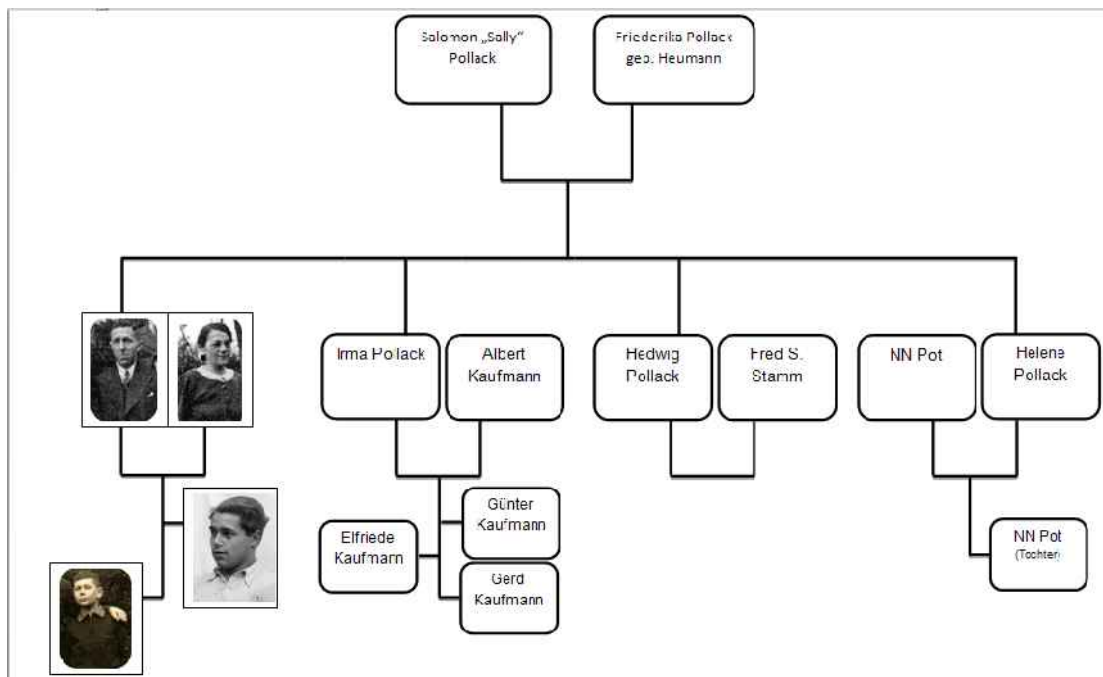 Salomon „Sally“
Pollack
Friederika Pollack
geb. Heumann
Irma Pollack
Albert
Kaufmann
Hedwig
Pollack
Fred S.
Stamm
NN Pot
Helene
Pollack
Elfriede
Kaufmann
Günter
Kaufmann
Gerd
Kaufmann
NN Pot
(Tochter)